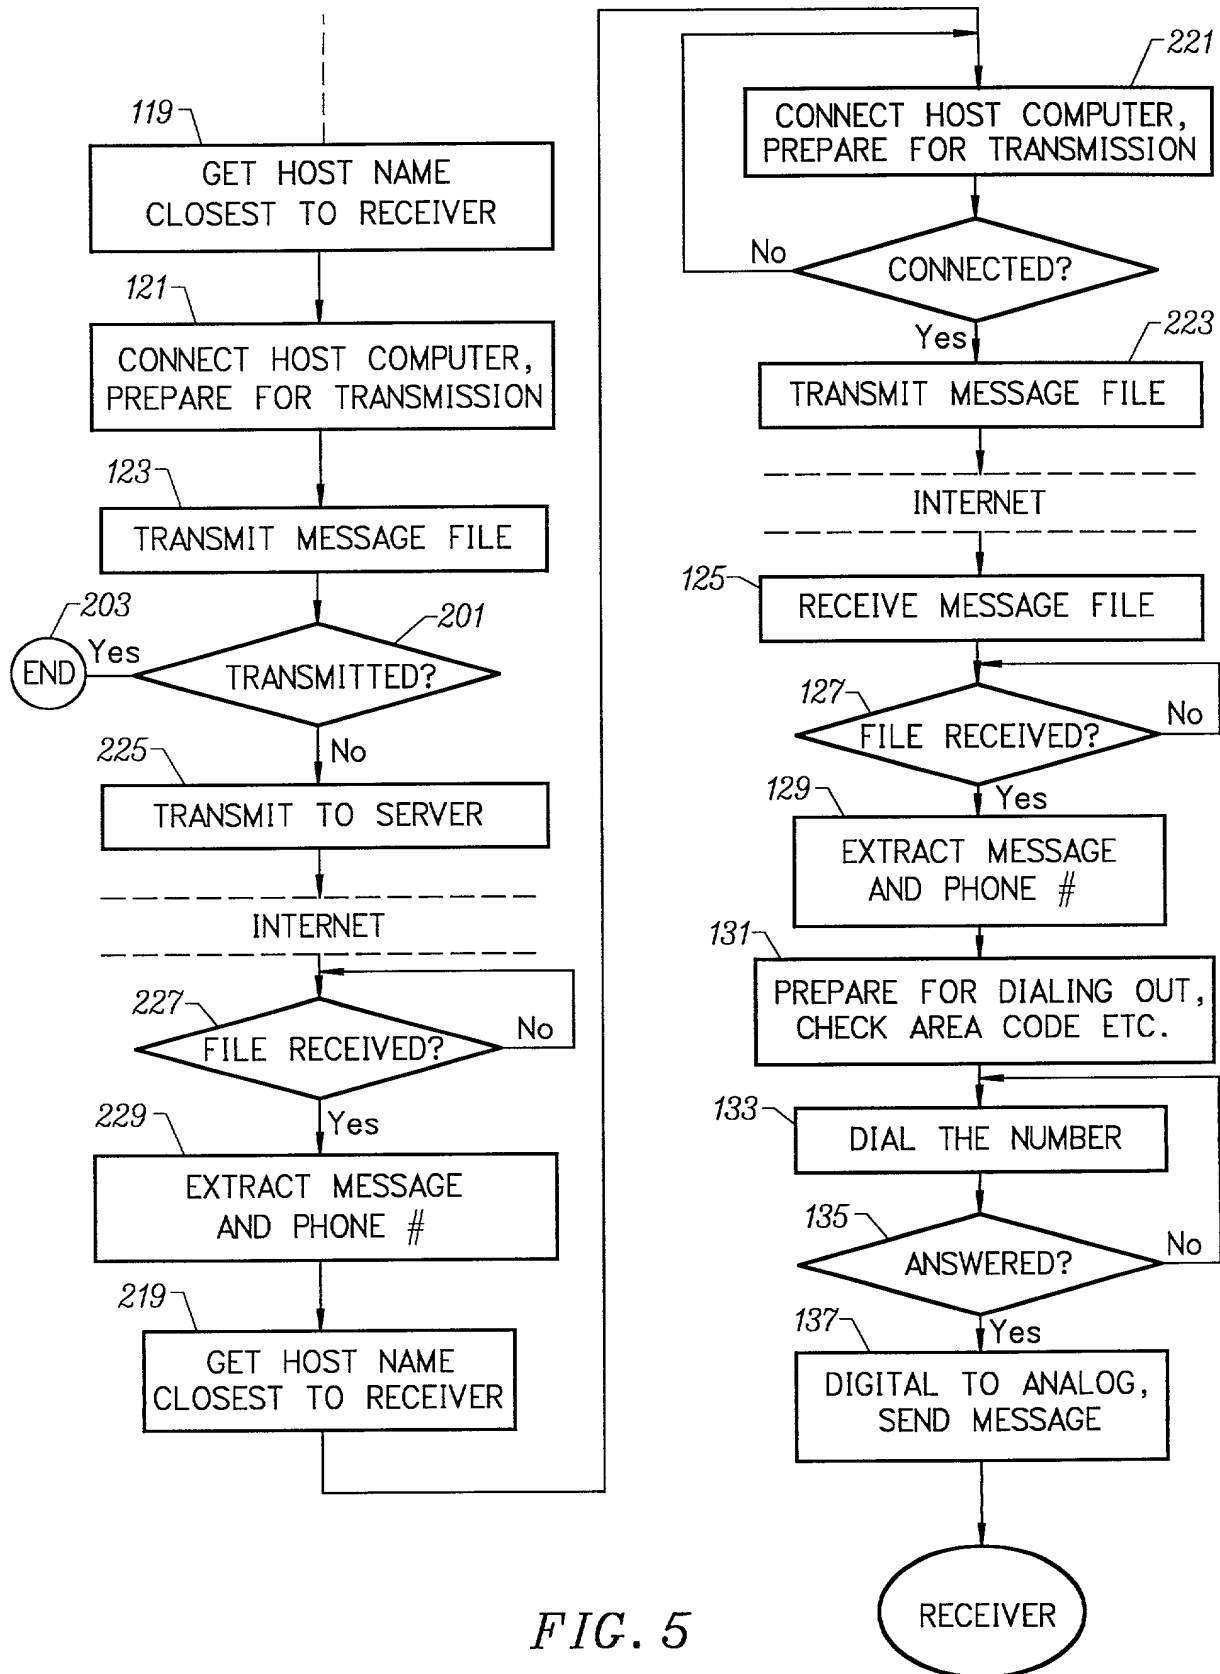 119
GET HOST NAME
CLOSEST TO RECEIVER
121
CONNECT HOST COMPUTER,
PREPARE FOR TRANSMISSION
123
TRANSMIT MESSAGE FILE
203
201
END
Yes
TRANSMITTED?
No
225
TRANSMIT TO SERVER
INTERNET
227
FILE RECEIVED?
No
Yes
229
EXTRACT MESSAGE
AND PHONE #
219
GET HOST NAME
CLOSEST TO RECEIVER
221
CONNECT HOST COMPUTER,
PREPARE FOR TRANSMISSION
No
CONNECTED?
Yes
223
TRANSMIT MESSAGE FILE
INTERNET
125
RECEIVE MESSAGE FILE
127
FILE RECEIVED?
No
Yes
129
EXTRACT MESSAGE
AND PHONE #
131
PREPARE FOR DIALING OUT,
CHECK AREA CODE ETC.
133
DIAL THE NUMBER
135
ANSWERED?
No
Yes
137
DIGITAL TO ANALOG,
SEND MESSAGE
RECEIVER
FIG. 5